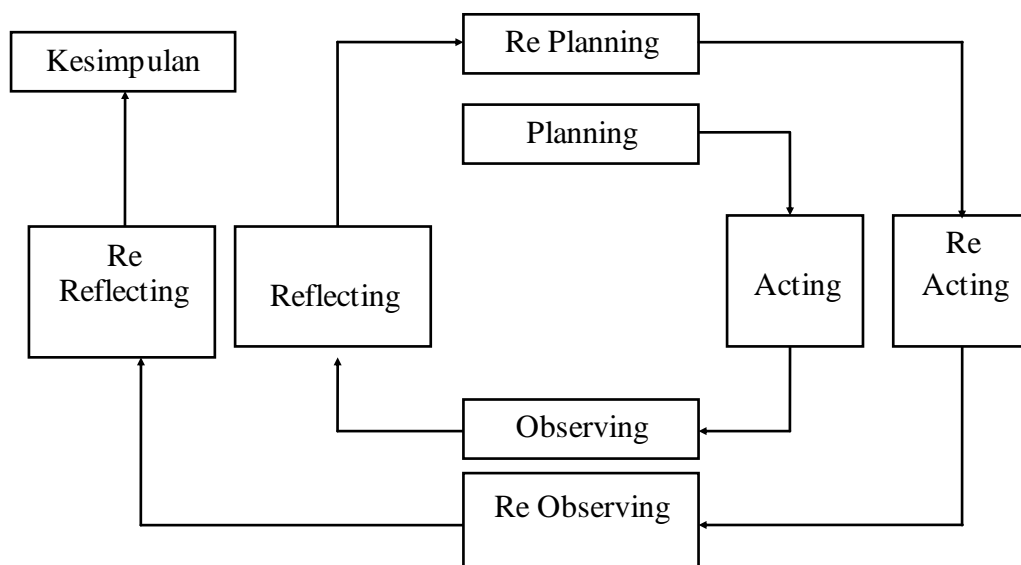 Re Planning
Kesimpulan
Planning
Re
Reflecting
Reflecting
Acting
Re
Acting
Observing
Re Observing